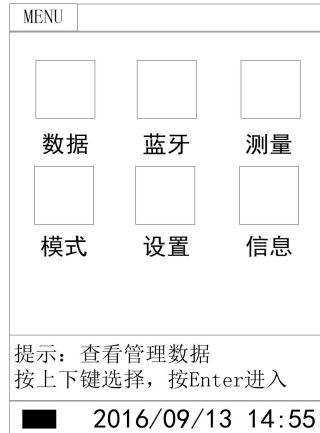 MENU
数据 蓝牙 测量
模式 设置 信息
提示：查看管理数据
按上下键选择，按Enter进入
2016/09/13 14:55